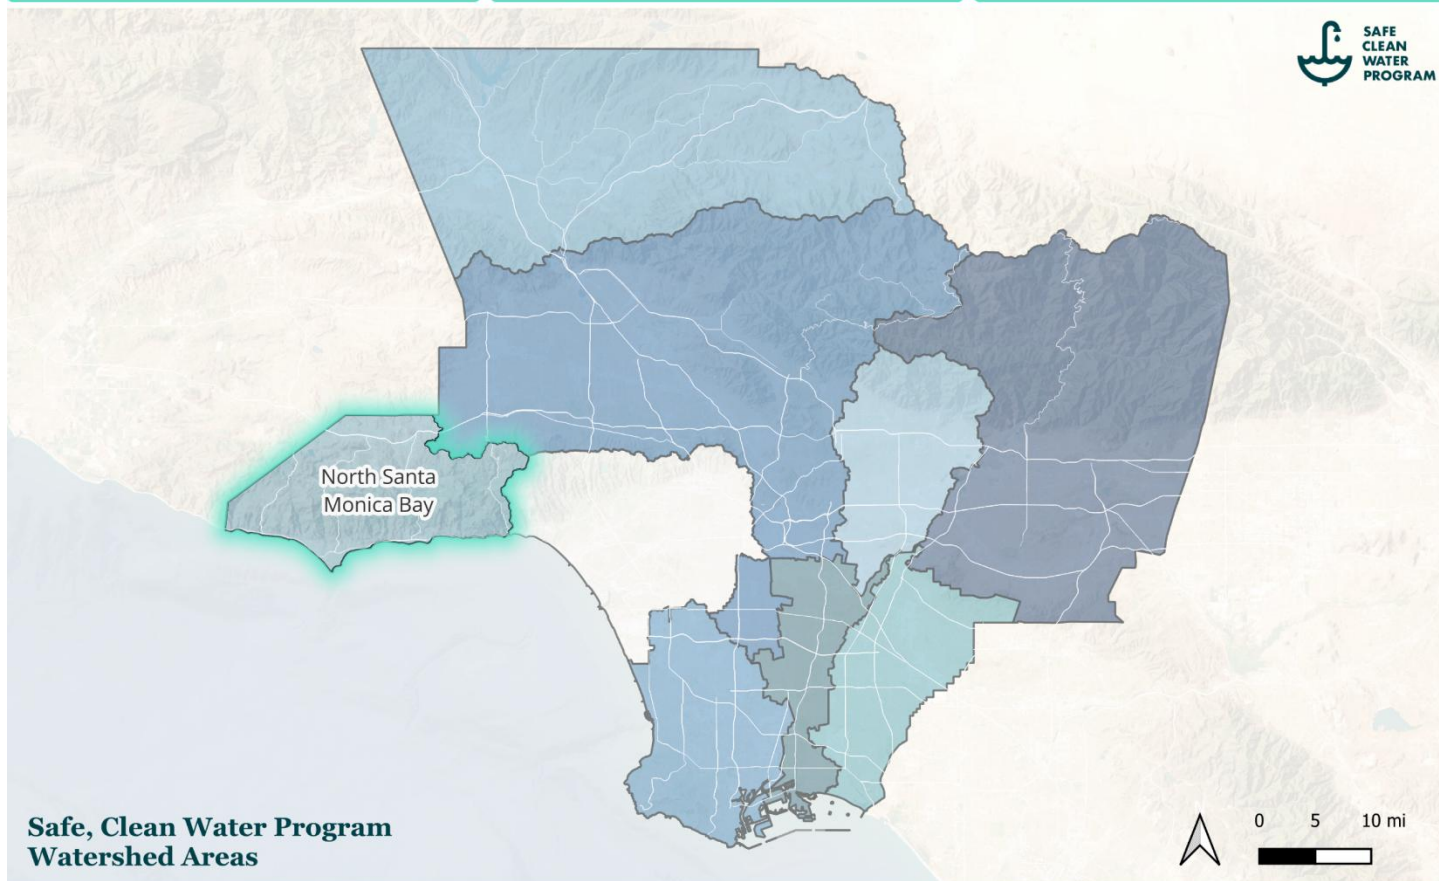 SAFE
CLEAN
WATER
PROGRAM
North Santa
Monica Bay
Safe, Clean Water Program
Watershed Areas
0 5 10 mi